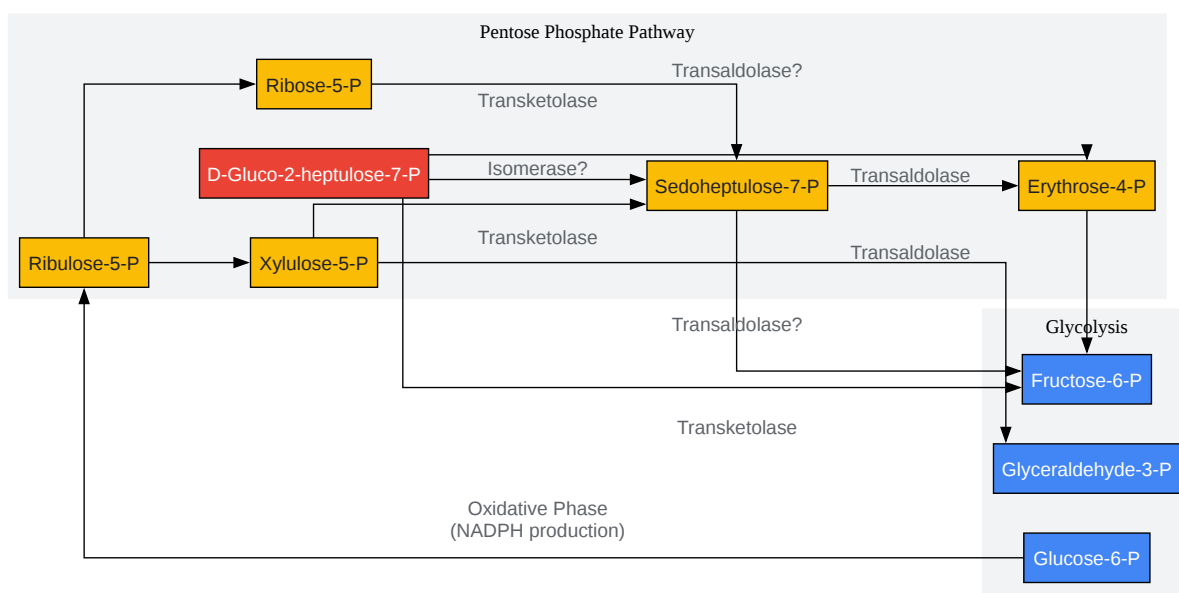 Pentose Phosphate Pathway
Transaldolase?
Ribose-5-P
Transketolase
D-Gluco-2-heptulose-7-P
Isomerase?
Sedoheptulose-7-P
Transaldolase
Erythrose-4-P
Transketolase
Ribulose-5-P
Xylulose-5-P
Transaldolase
Transaldolase?
Glycolysis
Fructose-6-P
Transketolase
Glyceraldehyde-3-P
Oxidative Phase
(NADPH production)
Glucose-6-P